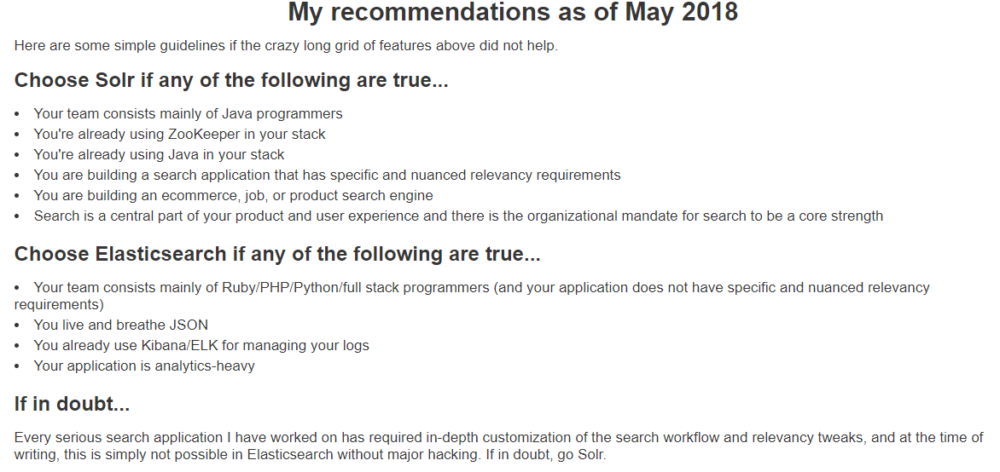 My recommendations as of May 2018
Here are some simple guidelines if the crazy long grid of features above did not help.
Choose Solr if any of the following are true...
• Your team consists mainly of Java programmers
• You're already using ZooKeeper in your stack
• You're already using Java in your stack
• You are building a search application that has specific and nuanced relevancy requirements
• You are building an ecommerce, job, or product search engine
• Search is a central part of your product and user experience and there is the organizational mandate for search to be a core strength
Choose Elasticsearch if any of the following are true...
• Your team consists mainly of Ruby/PHP/Python/full stack programmers (and your application does not have specific and nuanced relevancy
requirements)
• You live and breathe JSON
• You already use Kibana/ELK for managing your logs
• Your application is analytics-heavy
If in doubt...
Every serious search application I have worked on has required in-depth customization of the search workflow and relevancy tweaks, and at the time of
writing, this is simply not possible in Elasticsearch without major hacking. If in doubt, go Solr.